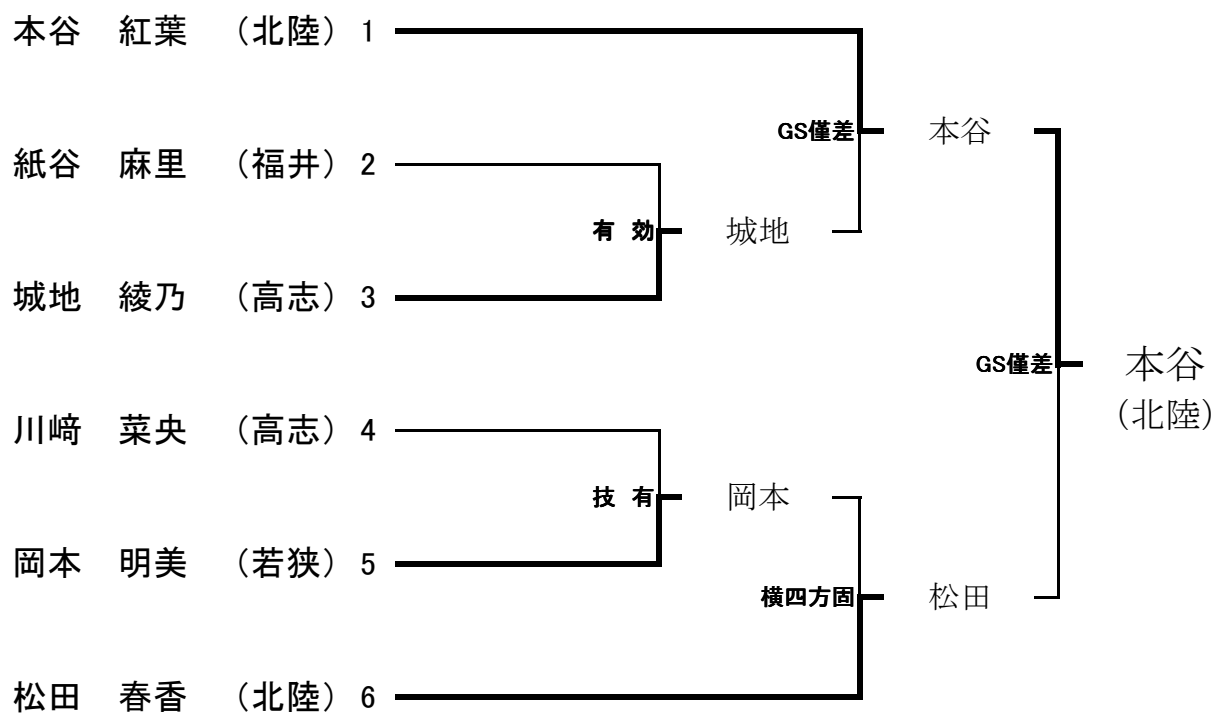 本谷 紅葉 (北陸) 1
GS僅差 本谷
紙谷 麻里 (福井) 2
有 効 城地
城地 綾乃 (高志) 3
GS僅差 本谷
(北陸)
川﨑 菜央 (高志) 4
技 有 岡本
岡本 明美 (若狭) 5
横四方固 松田
松田 春香 (北陸) 6